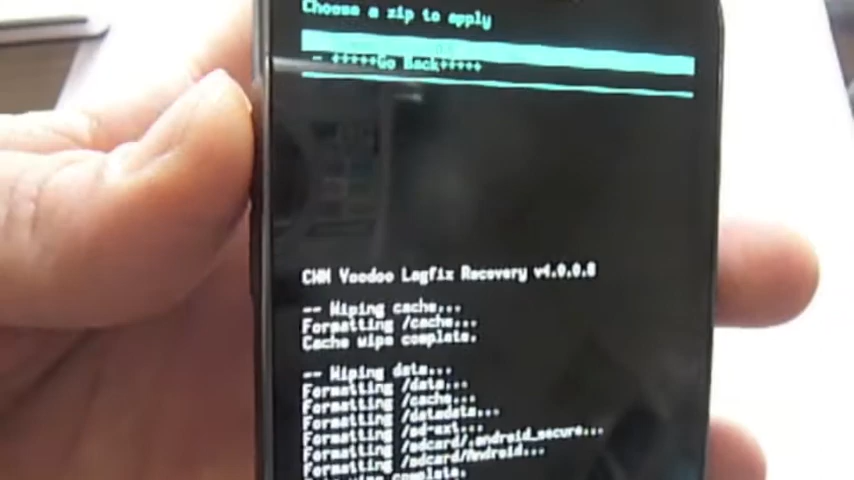 Choose a zip to apply
- +++++Go Back+++++
CWM Voodoo Lagfix Recovery v4.0.0.8
-- Wiping cache...
Formatting /cache...
Cache wipe complete.
-- Wiping data...
Formatting /data...
Formatting /cache...
Formatting /datadata...
Formatting /sd-ext...
Formatting /sdcard/.android_secure...
Formatting /sdcard/Android...
wipe complete.